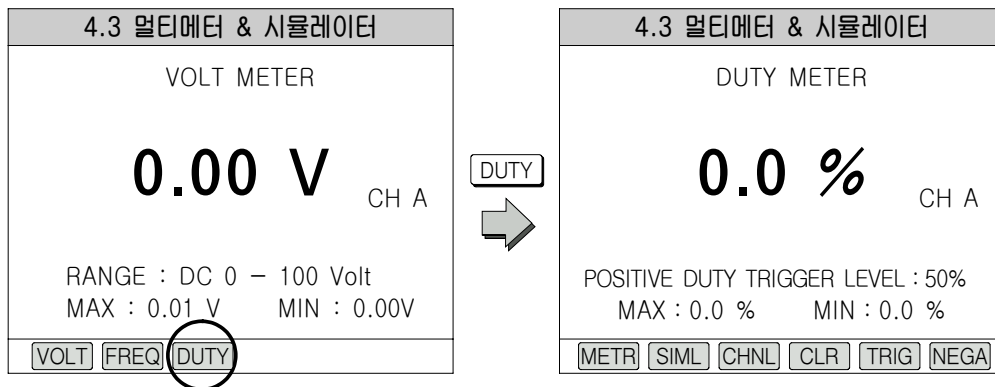 4.3 멀티메터 & 시뮬레이터
VOLT METER
0.00 V
CH A
RANGE : DC 0 – 100 Volt
MAX : 0.01 V MIN : 0.00V
VOLT FREQ DUTY
DUTY
4.3 멀티메터 & 시뮬레이터
DUTY METER
0.0 %
CH A
POSITIVE DUTY TRIGGER LEVEL : 50%
MAX : 0.0 % MIN : 0.0 %
METR SIML CHNL CLR TRIG NEGA